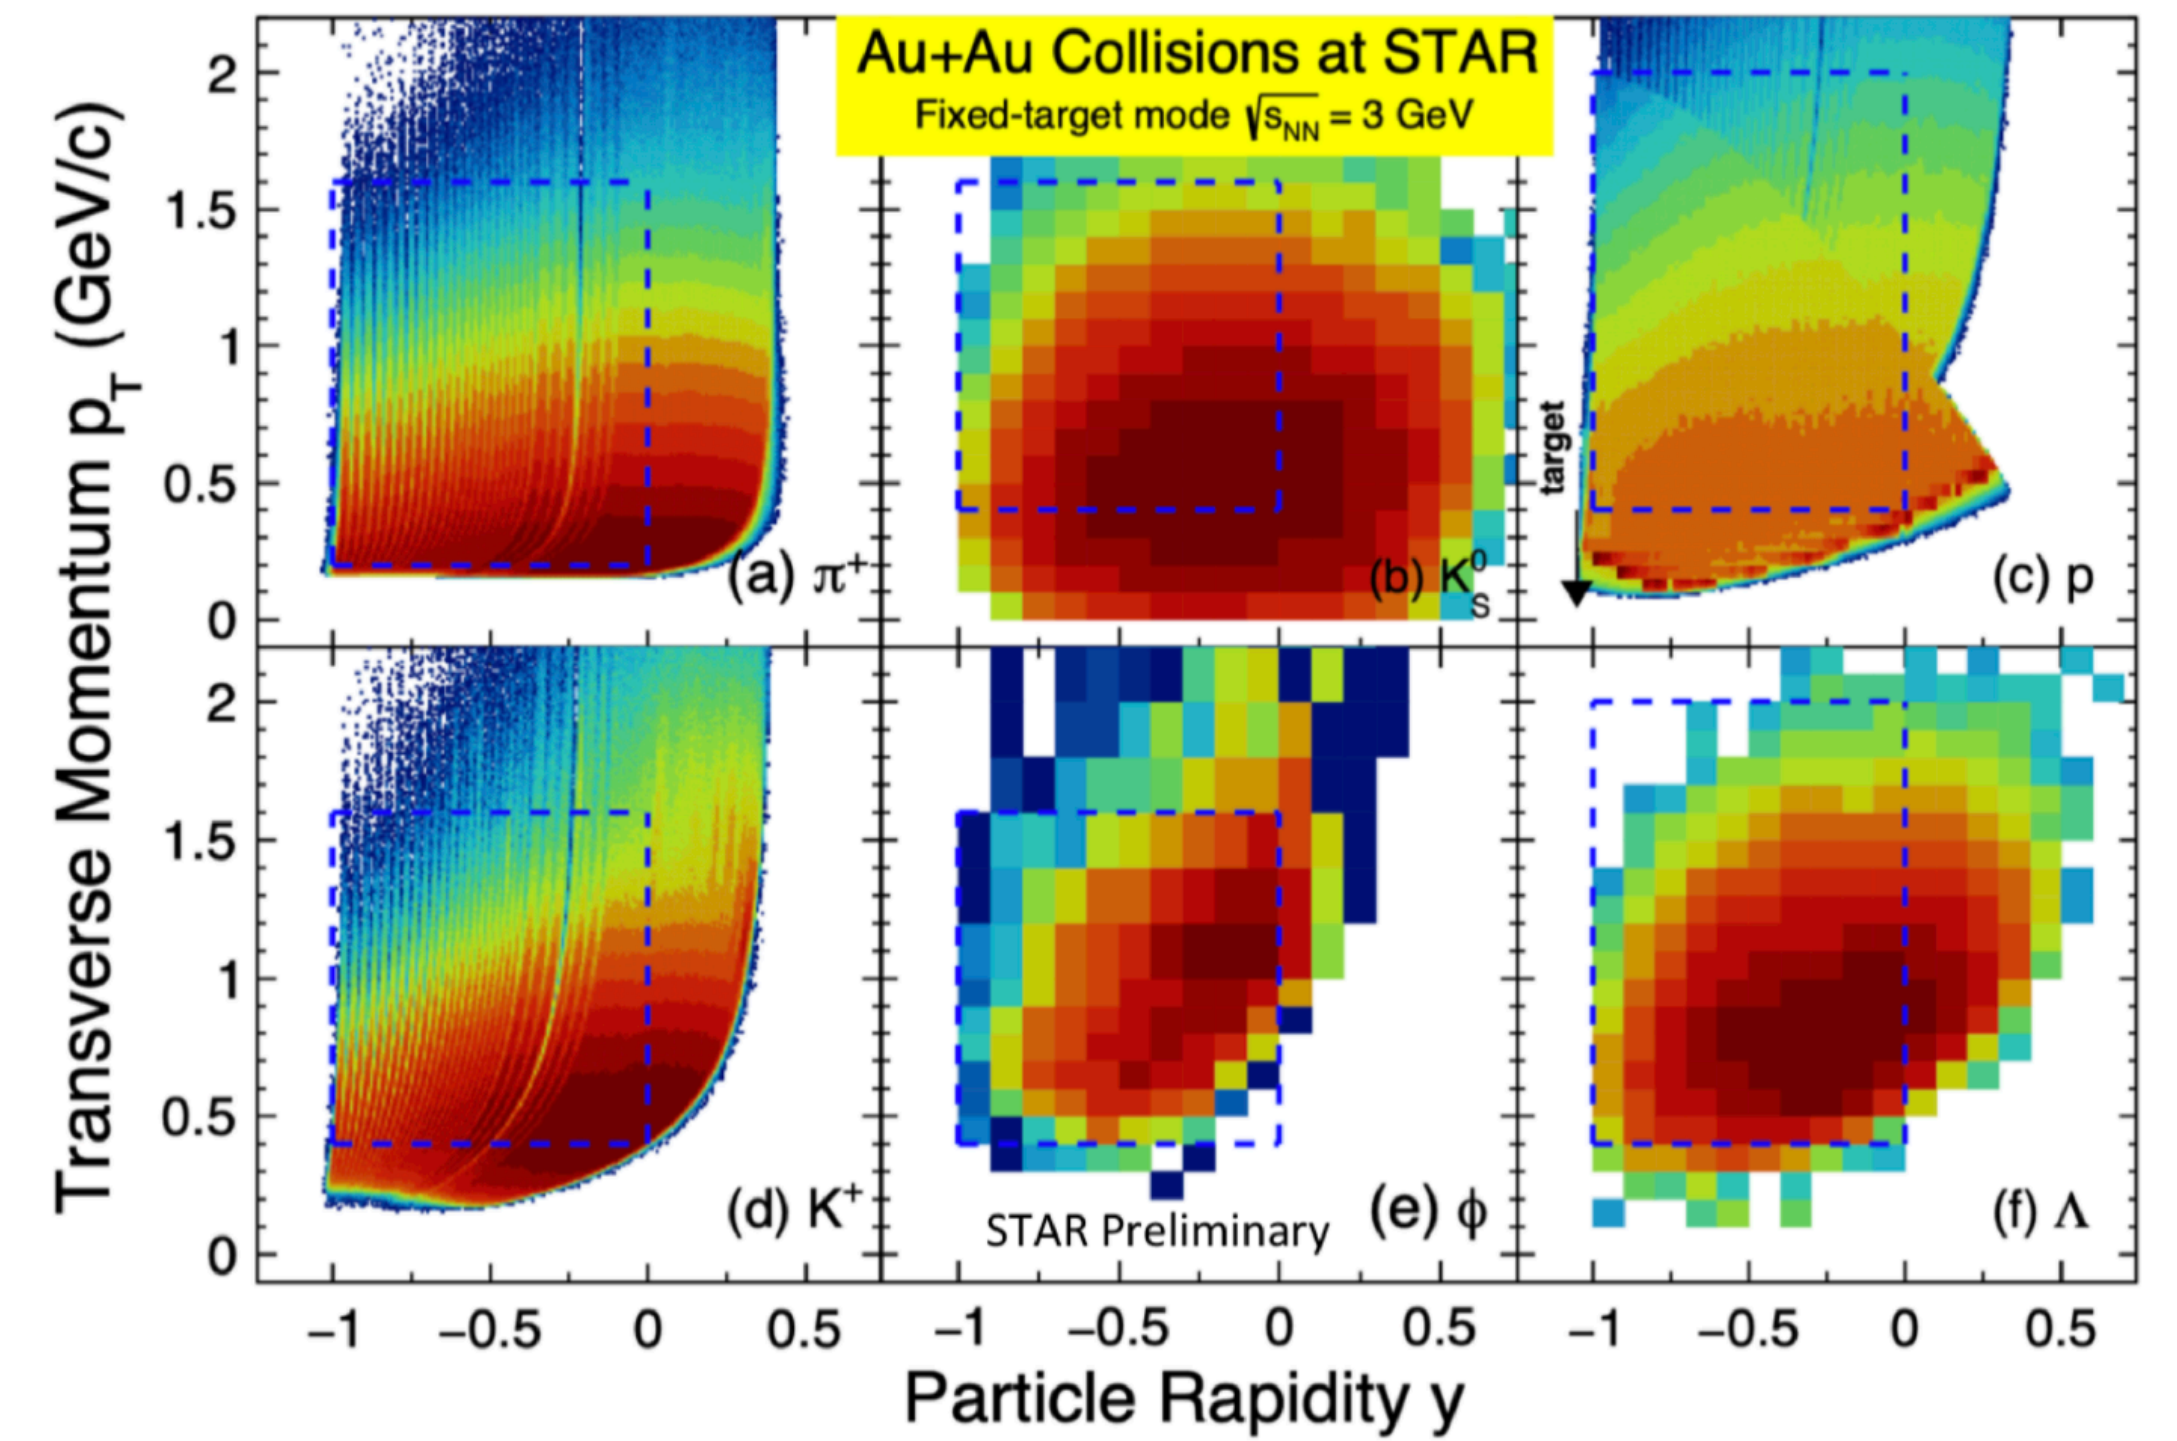 Au+Au Collisions at STAR
Fixed-target mode √sNN = 3 GeV
Transverse Momentum pT (GeV/c)
2
1.5
1
0.5
0
(a) π+
(b) K0S
target
(c) p
2
1.5
1
0.5
0
(d) K+
STAR Preliminary
(e) ϕ
(f) Λ
−1 −0.5 0 0.5
−1 −0.5 0 0.5
−1 −0.5 0 0.5
Particle Rapidity y